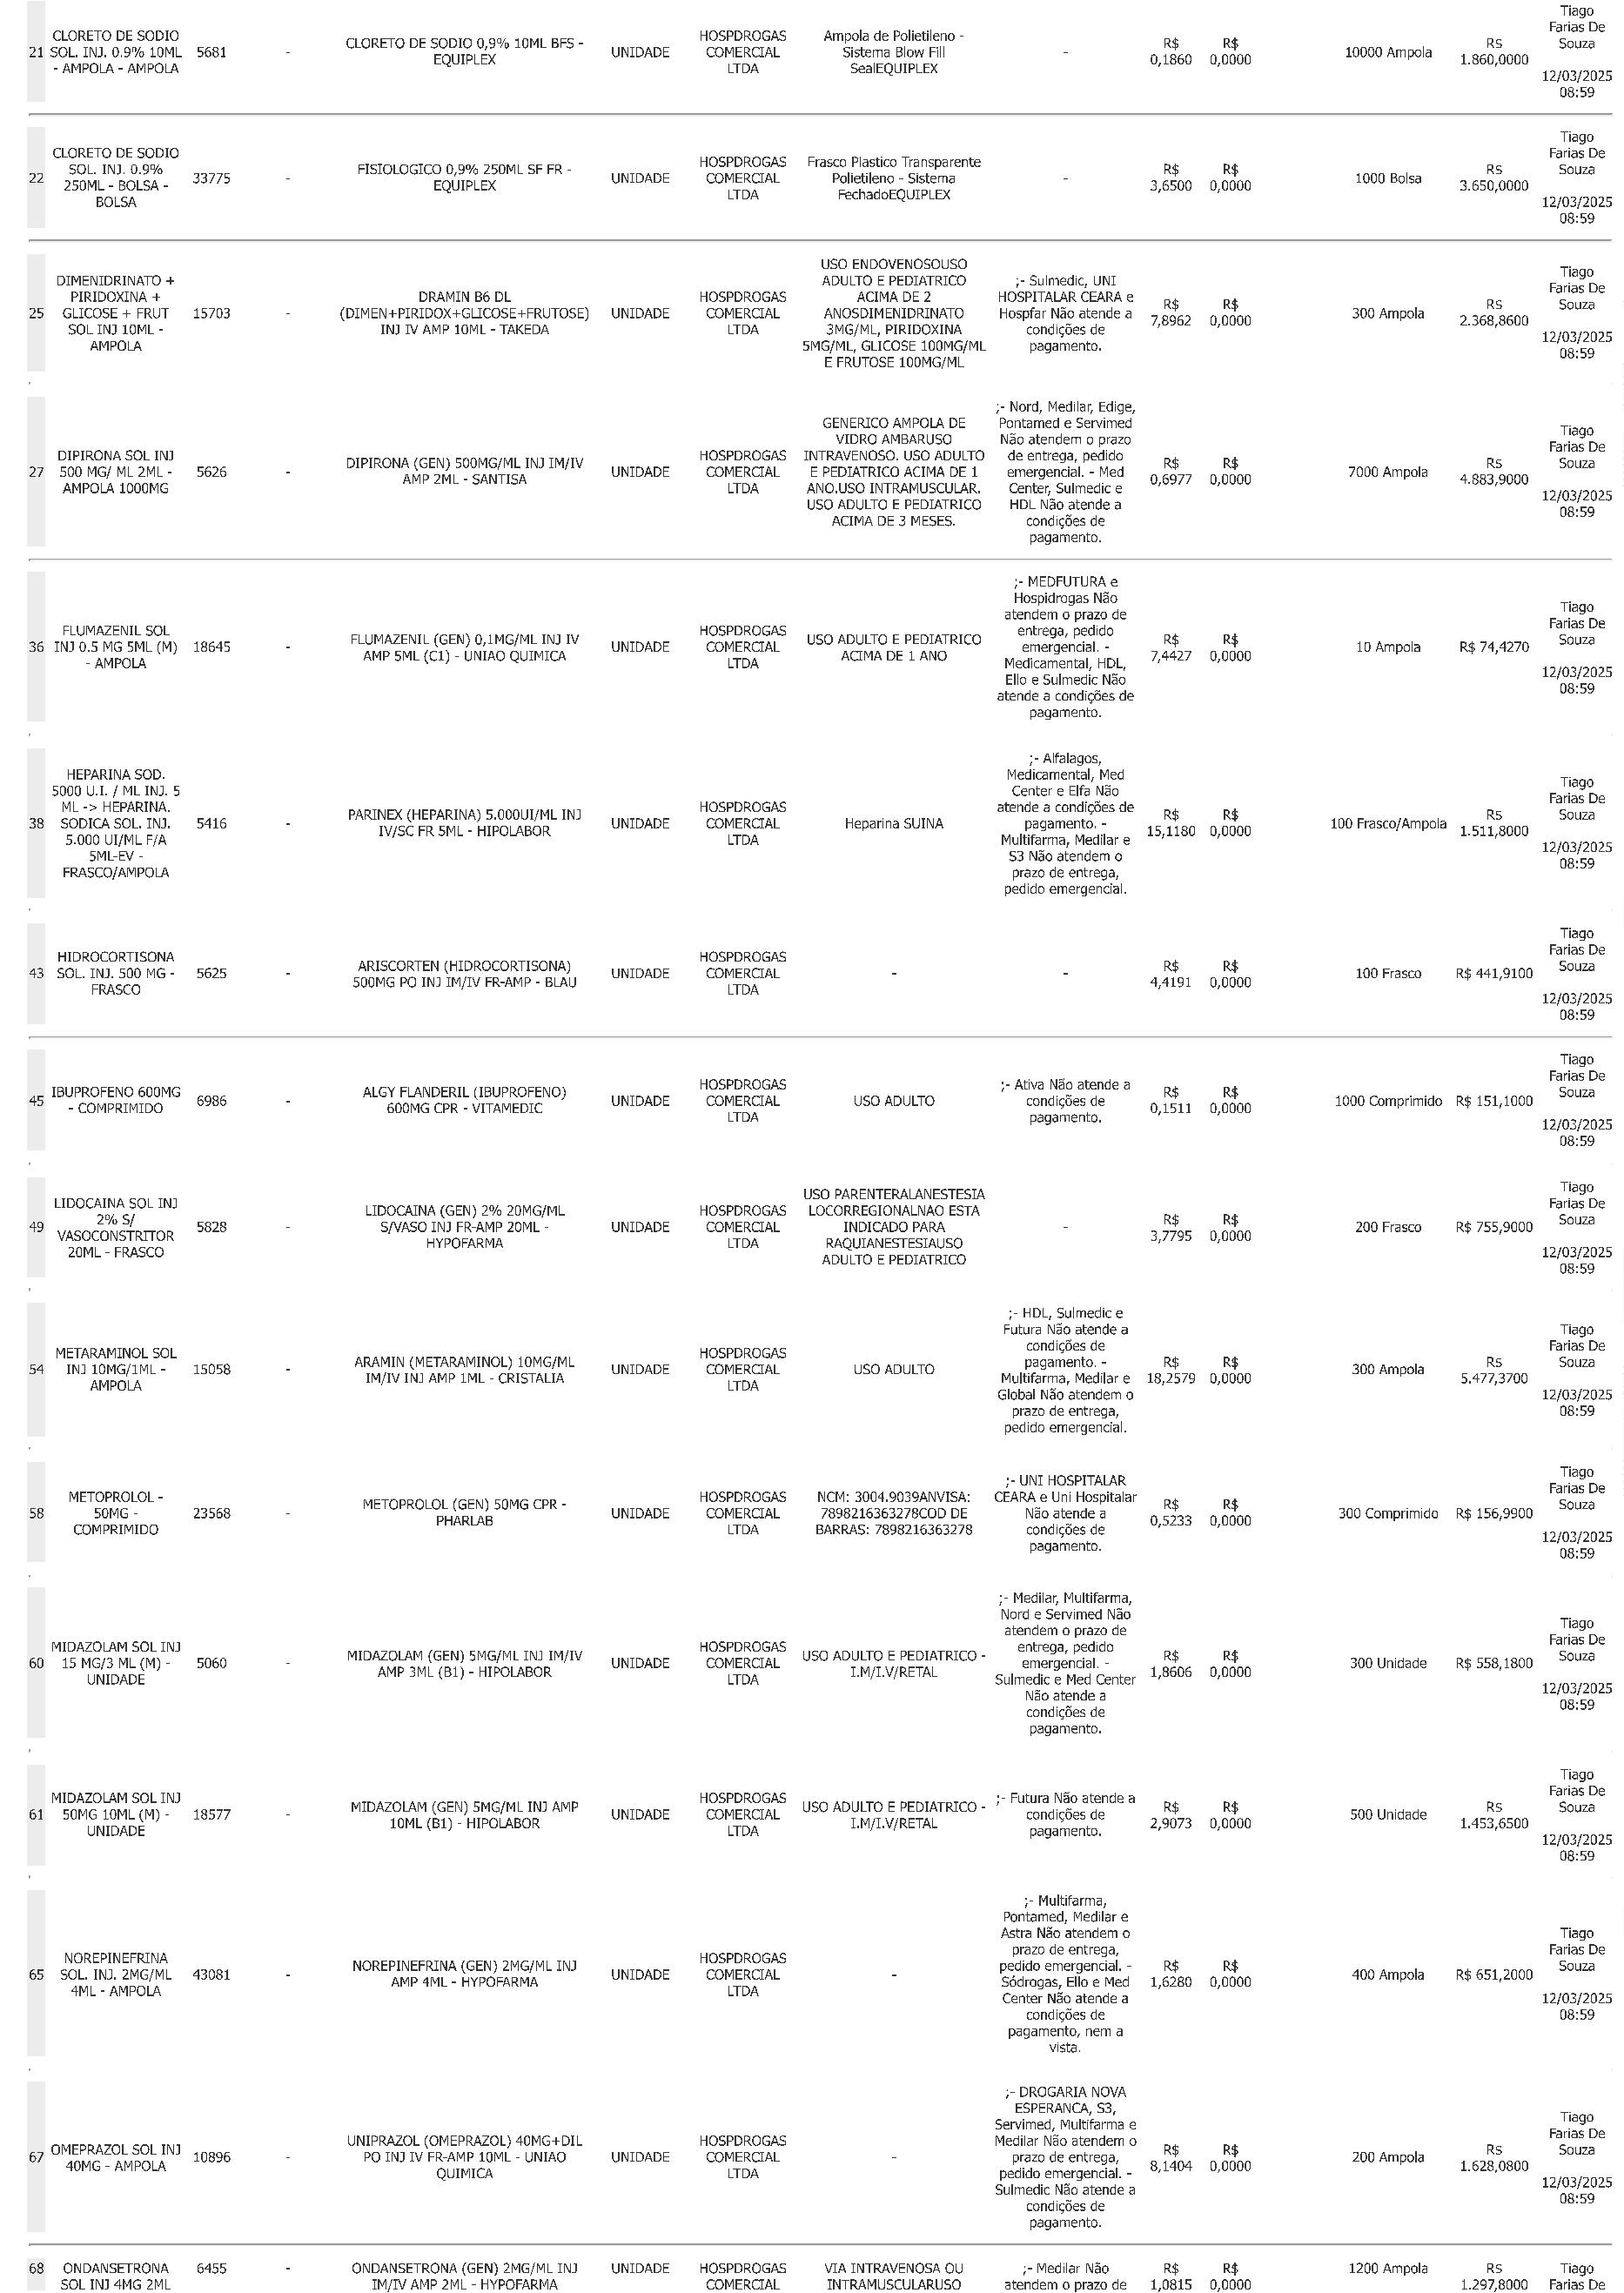 21
CLORETO DE SODIO
SOL. INJ. 0.9% 10ML
- AMPOLA - AMPOLA
5681
-
CLORETO DE SODIO 0,9% 10ML BFS -
EQUIPLEX
UNIDADE
HOSPDROGAS
COMERCIAL
LTDA
Ampola de Polietileno -
Sistema Blow Fill
SealEQUIPLEX
-
R$
0,1860
R$
0,0000
10000 Ampola
R$
1.860,0000
Tiago
Farias De
Souza
12/03/2025
08:59
22
CLORETO DE SODIO
SOL. INJ. 0.9%
250ML - BOLSA -
BOLSA
33775
-
FISIOLOGICO 0,9% 250ML SF FR -
EQUIPLEX
UNIDADE
HOSPDROGAS
COMERCIAL
LTDA
Frasco Plastico Transparente
Polietileno - Sistema
FechadoEQUIPLEX
-
R$
3,6500
R$
0,0000
1000 Bolsa
R$
3.650,0000
Tiago
Farias De
Souza
12/03/2025
08:59
25
DIMENIDRINATO +
PIRIDOXINA +
GLICOSE + FRUT
SOL INJ 10ML -
AMPOLA
15703
-
DRAMIN B6 DL
(DIMEN+PIRIDOX+GLICOSE+FRUTOSE)
INJ IV AMP 10ML - TAKEDA
UNIDADE
HOSPDROGAS
COMERCIAL
LTDA
USO ENDOVENOSOUSO
ADULTO E PEDIATRICO
ACIMA DE 2
ANOSDIMENIDRINATO
3MG/ML, PIRIDOXINA
5MG/ML, GLICOSE 100MG/ML
E FRUTOSE 100MG/ML
;- Sulmedic, UNI
HOSPITALAR CEARA e
Hospfar Não atende a
condições de
pagamento.
R$
7,8962
R$
0,0000
300 Ampola
R$
2.368,8600
Tiago
Farias De
Souza
12/03/2025
08:59
27
DIPIRONA SOL INJ
500 MG/ ML 2ML -
AMPOLA 1000MG
5626
-
DIPIRONA (GEN) 500MG/ML INJ IM/IV
AMP 2ML - SANTISA
UNIDADE
HOSPDROGAS
COMERCIAL
LTDA
GENERICO AMPOLA DE
VIDRO AMBARUSO
INTRAVENOSO. USO ADULTO
E PEDIATRICO ACIMA DE 1
ANO.USO INTRAMUSCULAR.
USO ADULTO E PEDIATRICO
ACIMA DE 3 MESES.
;- Nord, Medilar, Edige,
Pontamed e Servimed
Não atendem o prazo
de entrega, pedido
emergencial. - Med
Center, Sulmedic e
HDL Não atende a
condições de
pagamento.
R$
0,6977
R$
0,0000
7000 Ampola
R$
4.883,9000
Tiago
Farias De
Souza
12/03/2025
08:59
36
FLUMAZENIL SOL
INJ 0.5 MG 5ML (M)
- AMPOLA
18645
-
FLUMAZENIL (GEN) 0,1MG/ML INJ IV
AMP 5ML (C1) - UNIAO QUIMICA
UNIDADE
HOSPDROGAS
COMERCIAL
LTDA
USO ADULTO E PEDIATRICO
ACIMA DE 1 ANO
;- MEDFUTURA e
Hospidrogas Não
atendem o prazo de
entrega, pedido
emergencial. -
Medicamental, HDL,
Ello e Sulmedic Não
atende a condições de
pagamento.
R$
7,4427
R$
0,0000
10 Ampola
R$ 74,4270
Tiago
Farias De
Souza
12/03/2025
08:59
38
HEPARINA SOD.
5000 U.I. / ML INJ. 5
ML -> HEPARINA.
SODICA SOL. INJ.
5.000 UI/ML F/A
5ML-EV -
FRASCO/AMPOLA
5416
-
PARINEX (HEPARINA) 5.000UI/ML INJ
IV/SC FR 5ML - HIPOLABOR
UNIDADE
HOSPDROGAS
COMERCIAL
LTDA
Heparina SUINA
;- Alfalagos,
Medicamental, Med
Center e Elfa Não
atende a condições de
pagamento. -
Multifarma, Medilar e
S3 Não atendem o
prazo de entrega,
pedido emergencial.
R$
15,1180
R$
0,0000
100 Frasco/Ampola
R$
1.511,8000
Tiago
Farias De
Souza
12/03/2025
08:59
43
HIDROCORTISONA
SOL. INJ. 500 MG -
FRASCO
5625
-
ARISCORTEN (HIDROCORTISONA)
500MG PO INJ IM/IV FR-AMP - BLAU
UNIDADE
HOSPDROGAS
COMERCIAL
LTDA
-
-
R$
4,4191
R$
0,0000
100 Frasco
R$ 441,9100
Tiago
Farias De
Souza
12/03/2025
08:59
45
IBUPROFENO 600MG
- COMPRIMIDO
6986
-
ALGY FLANDERIL (IBUPROFENO)
600MG CPR - VITAMEDIC
UNIDADE
HOSPDROGAS
COMERCIAL
LTDA
USO ADULTO
;- Ativa Não atende a
condições de
pagamento.
R$
0,1511
R$
0,0000
1000 Comprimido
R$ 151,1000
Tiago
Farias De
Souza
12/03/2025
08:59
49
LIDOCAINA SOL INJ
2% S/
VASOCONSTRITOR
20ML - FRASCO
5828
-
LIDOCAINA (GEN) 2% 20MG/ML
S/VASO INJ FR-AMP 20ML -
HYPOFARMA
UNIDADE
HOSPDROGAS
COMERCIAL
LTDA
USO PARENTERALANESTESIA
LOCORREGIONALNAO ESTA
INDICADO PARA
RAQUIANESTESIAUSO
ADULTO E PEDIATRICO
-
R$
3,7795
R$
0,0000
200 Frasco
R$ 755,9000
Tiago
Farias De
Souza
12/03/2025
08:59
54
METARAMINOL SOL
INJ 10MG/1ML -
AMPOLA
15058
-
ARAMIN (METARAMINOL) 10MG/ML
IM/IV INJ AMP 1ML - CRISTALIA
UNIDADE
HOSPDROGAS
COMERCIAL
LTDA
USO ADULTO
;- HDL, Sulmedic e
Futura Não atende a
condições de
pagamento. -
Multifarma, Medilar e
Global Não atendem o
prazo de entrega,
pedido emergencial.
R$
18,2579
R$
0,0000
300 Ampola
R$
5.477,3700
Tiago
Farias De
Souza
12/03/2025
08:59
58
METOPROLOL -
50MG -
COMPRIMIDO
23568
-
METOPROLOL (GEN) 50MG CPR -
PHARLAB
UNIDADE
HOSPDROGAS
COMERCIAL
LTDA
NCM: 3004.9039ANVISA:
7898216363278COD DE
BARRAS: 7898216363278
;- UNI HOSPITALAR
CEARA e Uni Hospitalar
Não atende a
condições de
pagamento.
R$
0,5233
R$
0,0000
300 Comprimido
R$ 156,9900
Tiago
Farias De
Souza
12/03/2025
08:59
60
MIDAZOLAM SOL INJ
15 MG/3 ML (M) -
UNIDADE
5060
-
MIDAZOLAM (GEN) 5MG/ML INJ IM/IV
AMP 3ML (B1) - HIPOLABOR
UNIDADE
HOSPDROGAS
COMERCIAL
LTDA
USO ADULTO E PEDIATRICO -
I.M/I.V/RETAL
;- Medilar, Multifarma,
Nord e Servimed Não
atendem o prazo de
entrega, pedido
emergencial. -
Sulmedic e Med Center
Não atende a
condições de
pagamento.
R$
1,8606
R$
0,0000
300 Unidade
R$ 558,1800
Tiago
Farias De
Souza
12/03/2025
08:59
61
MIDAZOLAM SOL INJ
50MG 10ML (M) -
UNIDADE
18577
-
MIDAZOLAM (GEN) 5MG/ML INJ AMP
10ML (B1) - HIPOLABOR
UNIDADE
HOSPDROGAS
COMERCIAL
LTDA
USO ADULTO E PEDIATRICO -
I.M/I.V/RETAL
;- Futura Não atende a
condições de
pagamento.
R$
2,9073
R$
0,0000
500 Unidade
R$
1.453,6500
Tiago
Farias De
Souza
12/03/2025
08:59
65
NOREPINEFRINA
SOL. INJ. 2MG/ML
4ML - AMPOLA
43081
-
NOREPINEFRINA (GEN) 2MG/ML INJ
AMP 4ML - HYPOFARMA
UNIDADE
HOSPDROGAS
COMERCIAL
LTDA
-
;- Multifarma,
Pontamed, Medilar e
Astra Não atendem o
prazo de entrega,
pedido emergencial. -
Sódrogas, Ello e Med
Center Não atende a
condições de
pagamento, nem a
vista.
R$
1,6280
R$
0,0000
400 Ampola
R$ 651,2000
Tiago
Farias De
Souza
12/03/2025
08:59
67
OMEPRAZOL SOL INJ
40MG - AMPOLA
10896
-
UNIPRAZOL (OMEPRAZOL) 40MG+DIL
PO INJ IV FR-AMP 10ML - UNIAO
QUIMICA
UNIDADE
HOSPDROGAS
COMERCIAL
LTDA
-
;- DROGARIA NOVA
ESPERANCA, S3,
Servimed, Multifarma e
Medilar Não atendem o
prazo de entrega,
pedido emergencial. -
Sulmedic Não atende a
condições de
pagamento.
R$
8,1404
R$
0,0000
200 Ampola
R$
1.628,0800
Tiago
Farias De
Souza
12/03/2025
08:59
68
ONDANSETRONA
SOL INJ 4MG 2ML
6455
-
ONDANSETRONA (GEN) 2MG/ML INJ
IM/IV AMP 2ML - HYPOFARMA
UNIDADE
HOSPDROGAS
COMERCIAL
VIA INTRAVENOSA OU
INTRAMUSCULARUSO
;- Medilar Não
atendem o prazo de
R$
1,0815
R$
0,0000
1200 Ampola
R$
1.297,8000
Tiago
Farias De